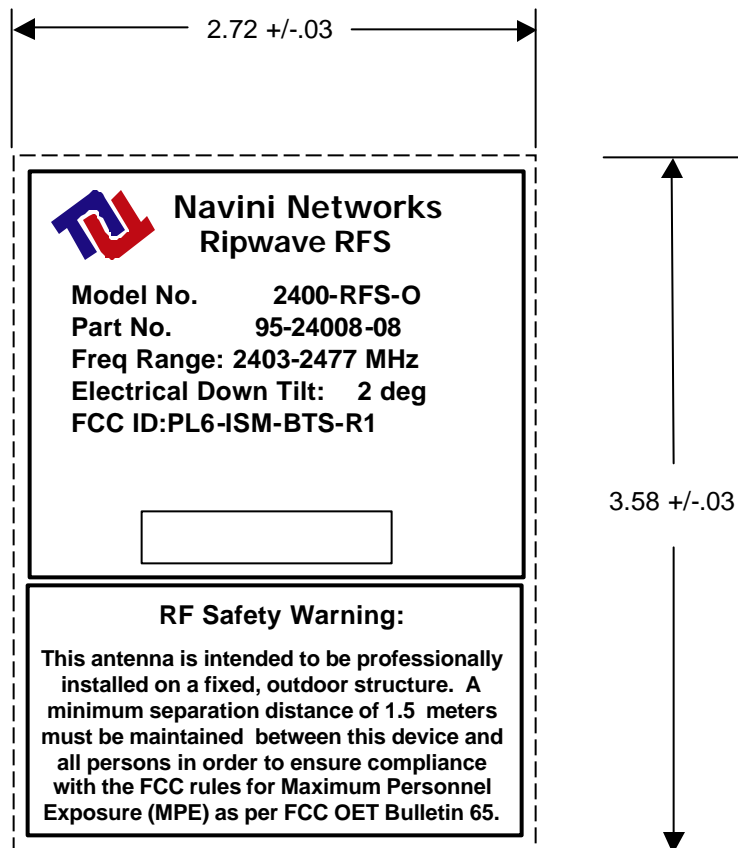 2.72 +/-.03
Navini Networks
Ripwave RFS
Model No. 2400-RFS-O
Part No. 95-24008-08
Freq Range: 2403-2477 MHz
Electrical Down Tilt: 2 deg
FCC ID:PL6-ISM-BTS-R1
3.58 +/-.03
RF Safety Warning:
This antenna is intended to be professionally
installed on a fixed, outdoor structure. A
minimum separation distance of 1.5 meters
must be maintained between this device and
all persons in order to ensure compliance
with the FCC rules for Maximum Personnel
Exposure (MPE) as per FCC OET Bulletin 65.